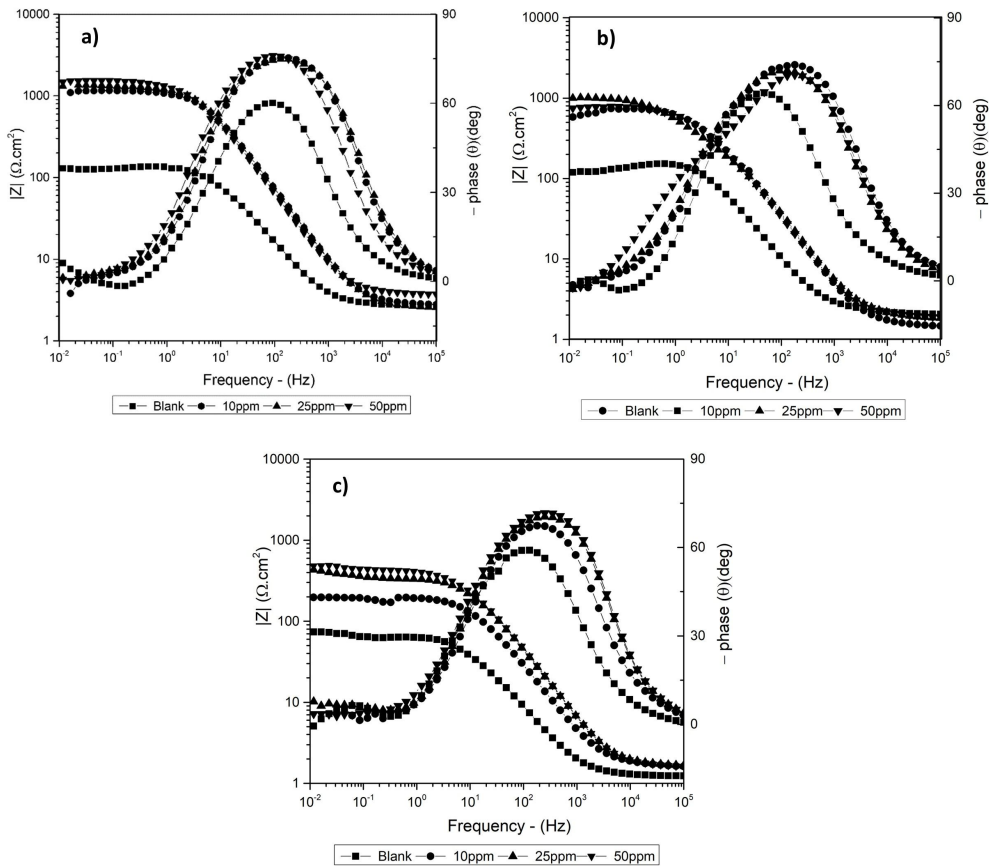 a)
10000
1000
100
10
1
|Z| (Ω.cm²)
90
60
30
0
– phase (θ)(deg)
10⁻² 10⁻¹ 10⁰ 10¹ 10² 10³ 10⁴ 10⁵
Frequency - (Hz)
Blank 10ppm 25ppm 50ppm
b)
10000
1000
100
10
1
|Z| (Ω.cm²)
90
60
30
0
– phase (θ)(deg)
10⁻² 10⁻¹ 10⁰ 10¹ 10² 10³ 10⁴ 10⁵
Frequency - (Hz)
Blank 10ppm 25ppm 50ppm
c)
10000
1000
100
10
1
|Z| (Ω.cm²)
90
60
30
0
– phase (θ)(deg)
10⁻² 10⁻¹ 10⁰ 10¹ 10² 10³ 10⁴ 10⁵
Frequency - (Hz)
Blank 10ppm 25ppm 50ppm